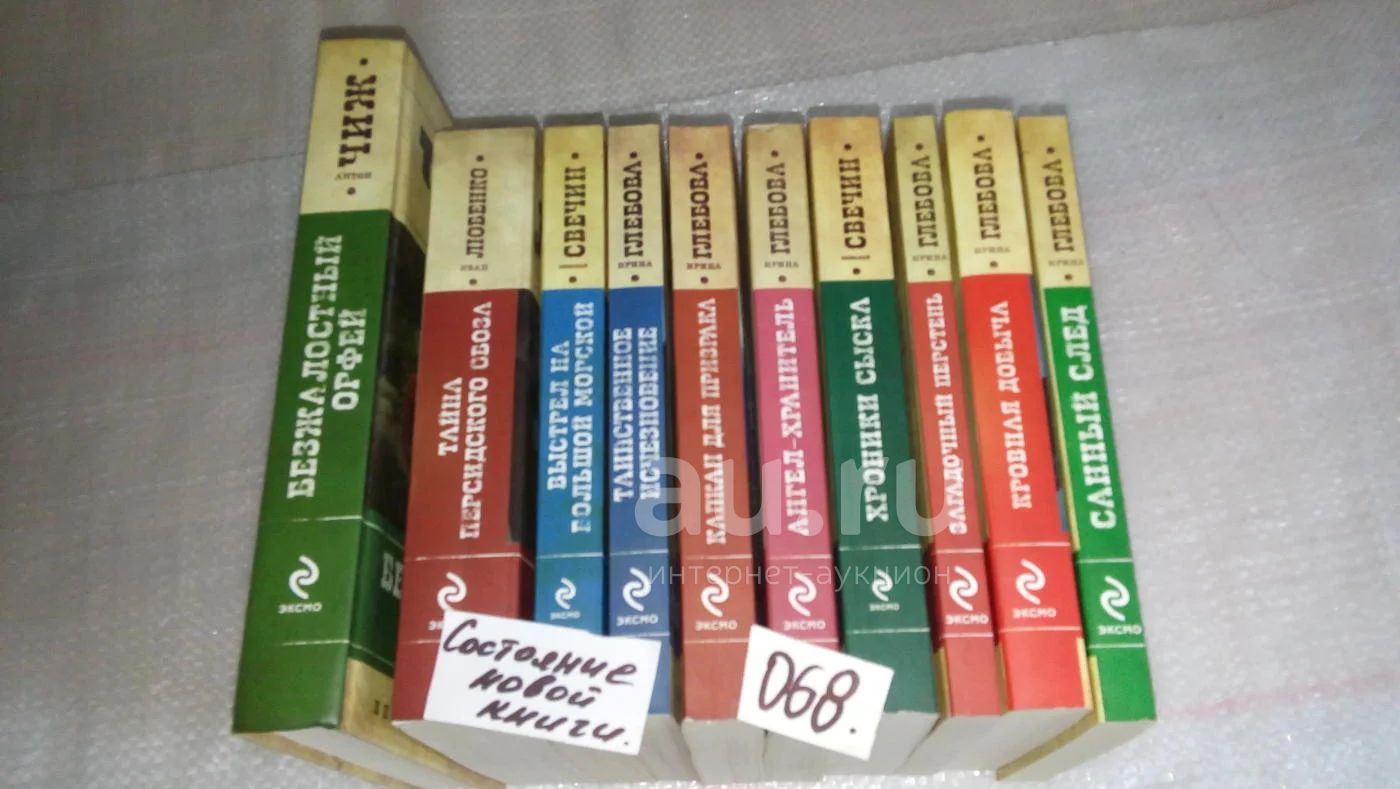 АНТОН
ЧИЖ
БЕЗЖАЛОСТНЫЙ
ОРФЕЙ
ЭКСМО
БЕ
ИВАН
ЛЮБЕНКО
ТАЙНА
ПЕРСИДСКОГО ОБОЗА
ЭКСМО
НИКОЛАЙ
СВЕЧИН
ВЫСТРЕЛ НА
БОЛЬШОЙ МОРСКОЙ
ЭКСМО
ИРИНА
ГЛЕБОВА
ТАИНСТВЕННОЕ
ИСЧЕЗНОВЕНИЕ
ЭКСМО
ИРИНА
ГЛЕБОВА
КАПКАН ДЛЯ ПРИЗРАКА
ЭКСМО
ИРИНА
ГЛЕБОВА
АНГЕЛ-ХРАНИТЕЛЬ
ЭКСМО
НИКОЛАЙ
СВЕЧИН
ХРОНИКИ СЫСКА
ЭКСМО
ИРИНА
ГЛЕБОВА
ЗАГАДОЧНЫЙ ПЕРСТЕНЬ
ЭКСМО
ИРИНА
ГЛЕБОВА
КРОВНАЯ ДОБЫЧА
ЭКСМО
ИРИНА
ГЛЕБОВА
САННЫЙ СЛЕД
ЭКСМО
Состояние
новой
книги.
068.
au.ru
интернет-аукцион